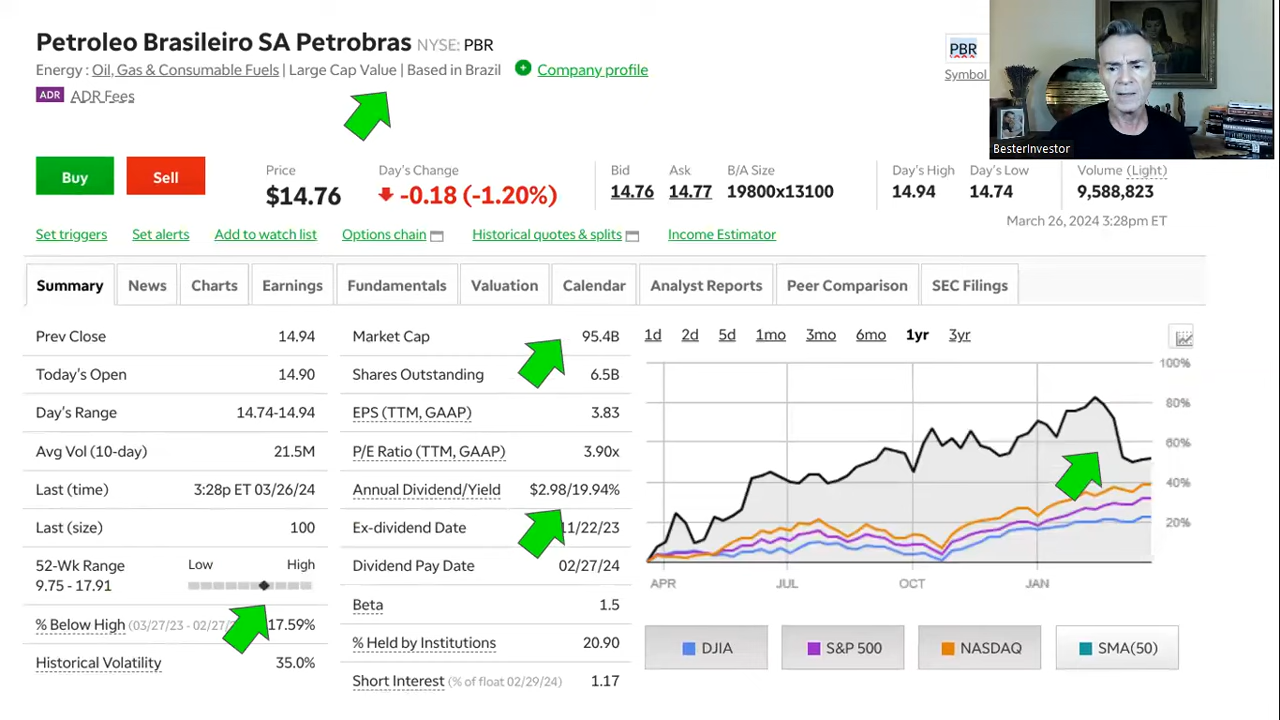 Petroleo Brasileiro SA Petrobras NYSE: PBR
Energy : Oil, Gas & Consumable Fuels | Large Cap Value | Based in Brazil + Company profile
ADR ADR Fees
PBR
Symbol
BesterInvestor
Buy Sell
Price Day's Change Bid Ask B/A Size Day's High Day's Low Volume (Light)
$14.76 -0.18 (-1.20%) 14.76 14.77 19800x13100 14.94 14.74 9,588,823
March 26, 2024 3:28pm ET
Set triggers Set alerts Add to watch list Options chain Historical quotes & splits Income Estimator
Summary News Charts Earnings Fundamentals Valuation Calendar Analyst Reports Peer Comparison SEC Filings
Prev Close 14.94
Today's Open 14.90
Day's Range 14.74-14.94
Avg Vol (10-day) 21.5M
Last (time) 3:28p ET 03/26/24
Last (size) 100
52-Wk Range Low High
9.75 - 17.91
% Below High (03/27/23 - 02/27/ 17.59%
Historical Volatility 35.0%
Market Cap 95.4B
Shares Outstanding 6.5B
EPS (TTM, GAAP) 3.83
P/E Ratio (TTM, GAAP) 3.90x
Annual Dividend/Yield $2.98/19.94%
Ex-dividend Date 11/22/23
Dividend Pay Date 02/27/24
Beta 1.5
% Held by Institutions 20.90
Short Interest (% of float 02/29/24) 1.17
1d 2d 5d 1mo 3mo 6mo 1yr 3yr
100%
80%
60%
40%
20%
APR JUL OCT JAN
DJIA S&P 500 NASDAQ SMA(50)